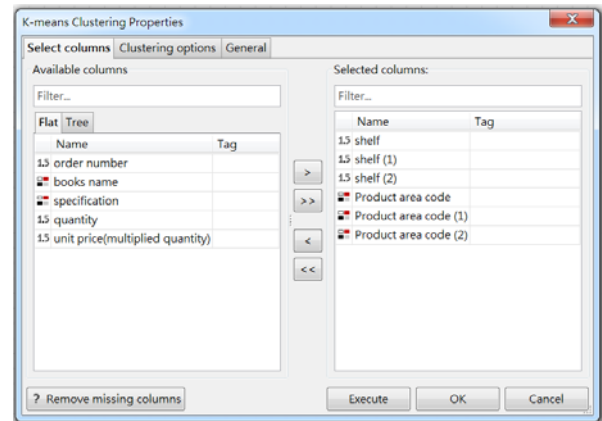 K-means Clustering Properties
Select columns Clustering options General
Available columns
Filter...
Flat Tree
Name Tag
1.5 order number
books name
specification
1.5 quantity
1.5 unit price(multiplied quantity)
>
>>
<
<<
Selected columns:
Filter...
Name Tag
1.5 shelf
1.5 shelf (1)
1.5 shelf (2)
Product area code
Product area code (1)
Product area code (2)
? Remove missing columns
Execute OK Cancel